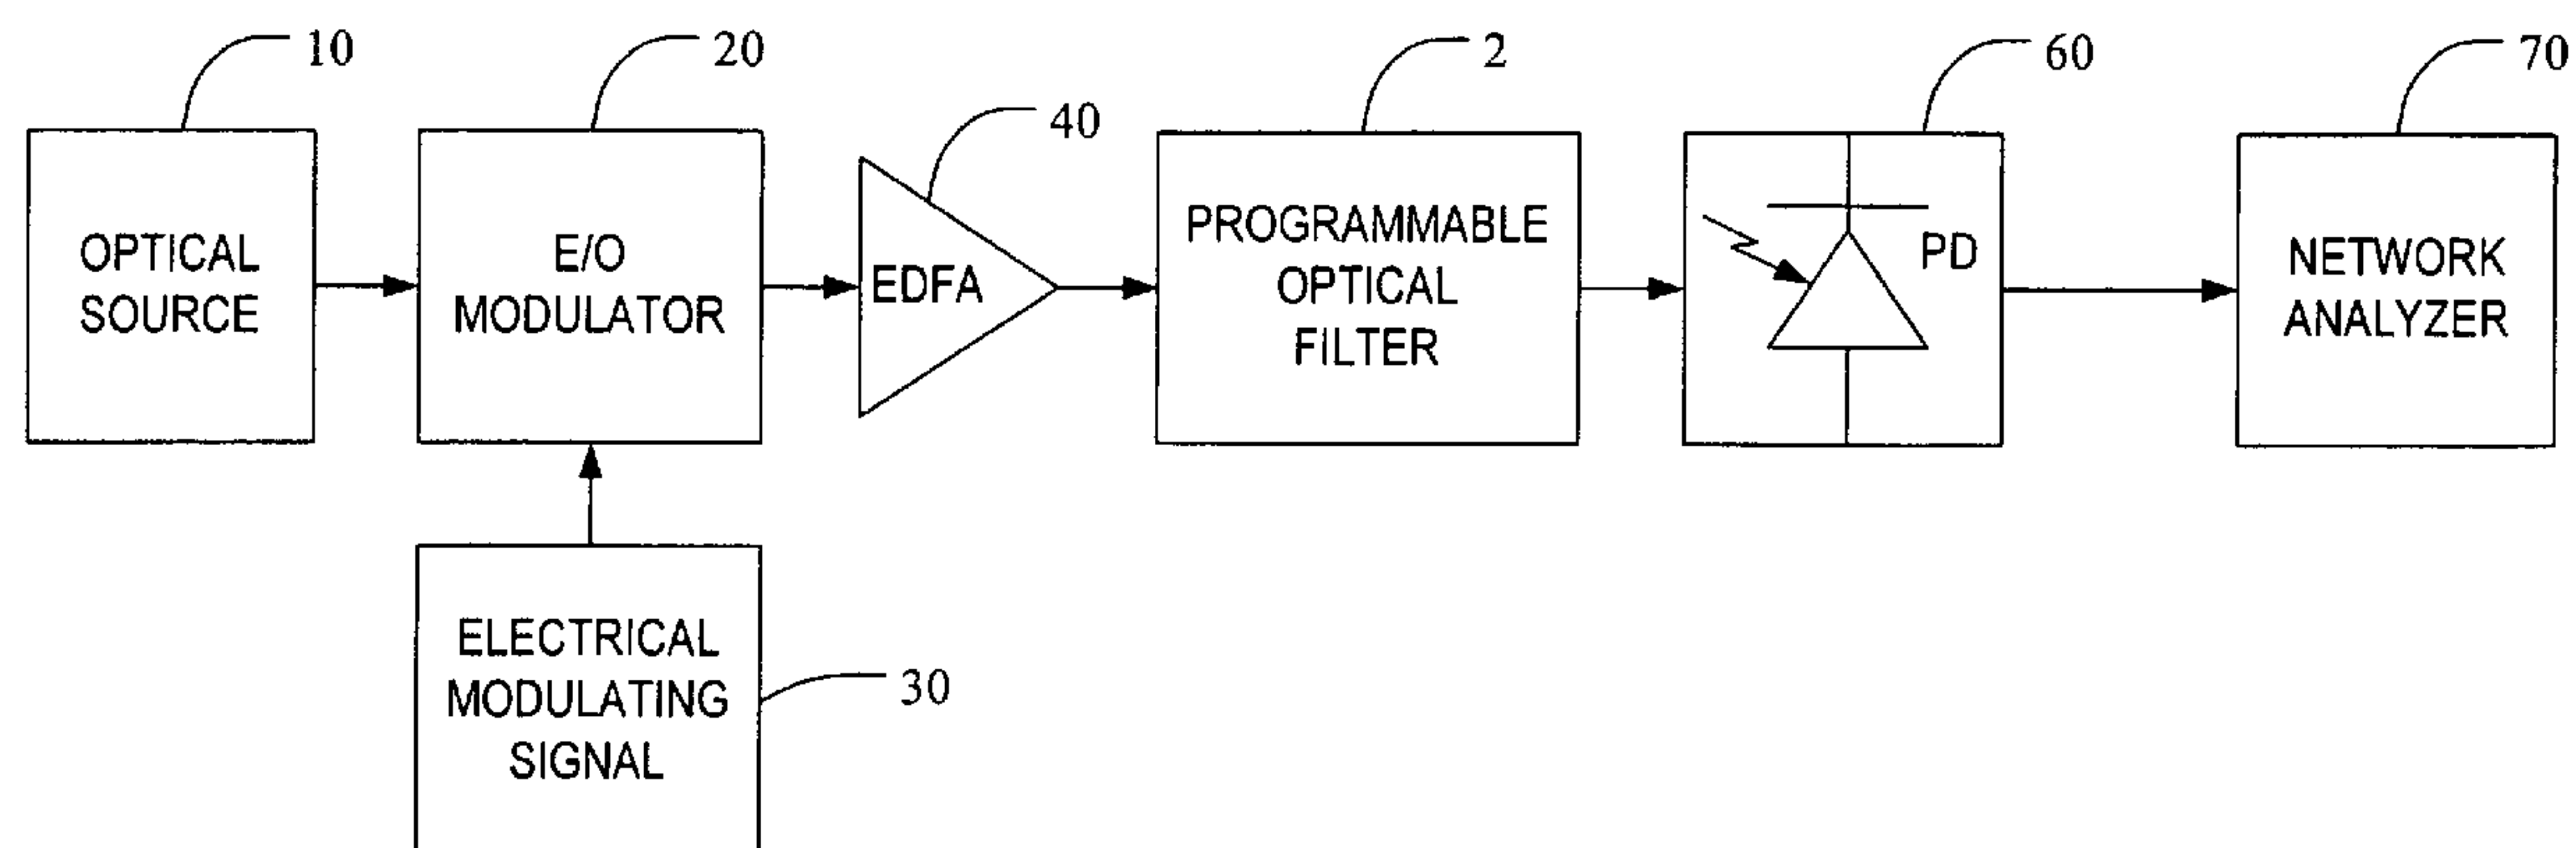 10
20
40
2
60
70
OPTICAL
SOURCE
E/O
MODULATOR
EDFA
PROGRAMMABLE
OPTICAL
FILTER
PD
NETWORK
ANALYZER
ELECTRICAL
MODULATING
SIGNAL
30